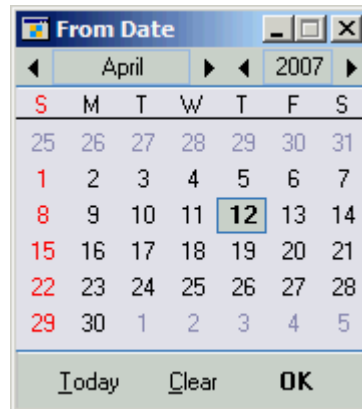 From Date
April 2007
S M T W T F S
25 26 27 28 29 30 31
1 2 3 4 5 6 7
8 9 10 11 12 13 14
15 16 17 18 19 20 21
22 23 24 25 26 27 28
29 30 1 2 3 4 5
Today Clear OK